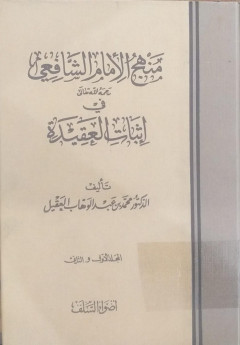 منهج الإمام الشافعي
رحمه الله تعالى
في
إثبات العقيدة
تأليف
الدكتور محمد بن عبد الوهاب العقيل
المجلد الأول و الثاني
أضواء السلف